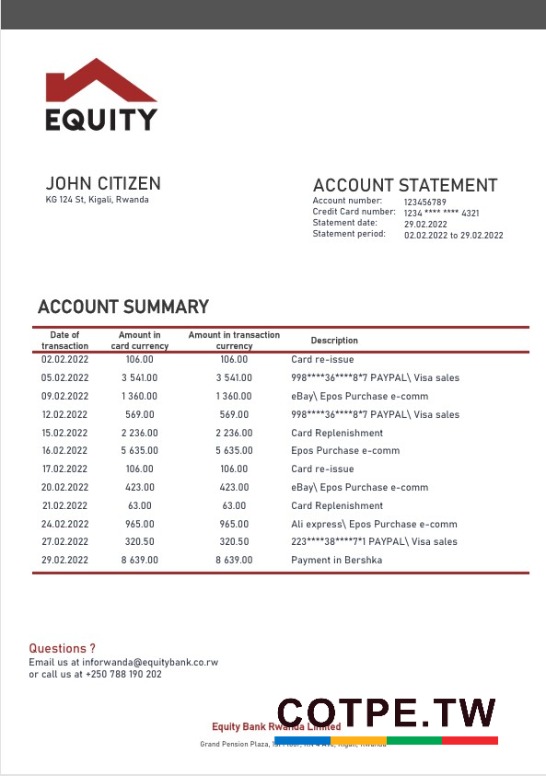 EQUITY
JOHN CITIZEN
KG 124 St, Kigali, Rwanda
ACCOUNT STATEMENT
Account number: 123456789
Credit Card number: 1234 **** **** 4321
Statement date: 29.02.2022
Statement period: 02.02.2022 to 29.02.2022
ACCOUNT SUMMARY
Date of transaction Amount in card currency Amount in transaction currency Description
02.02.2022 106.00 106.00 Card re-issue
05.02.2022 3 541.00 3 541.00 998****36****8*7 PAYPAL\ Visa sales
09.02.2022 1 360.00 1 360.00 eBay\ Epos Purchase e-comm
12.02.2022 569.00 569.00 998****36****8*7 PAYPAL\ Visa sales
15.02.2022 2 236.00 2 236.00 Card Replenishment
16.02.2022 5 635.00 5 635.00 Epos Purchase e-comm
17.02.2022 106.00 106.00 Card re-issue
20.02.2022 423.00 423.00 eBay\ Epos Purchase e-comm
21.02.2022 63.00 63.00 Card Replenishment
24.02.2022 965.00 965.00 Ali express\ Epos Purchase e-comm
27.02.2022 320.50 320.50 223****38****7*1 PAYPAL\ Visa sales
29.02.2022 8 639.00 8 639.00 Payment in Bershka
Questions ?
Email us at inforwanda@equitybank.co.rw
or call us at +250 788 190 202
COTPE.TW
Equity Bank Rwanda Limited
Grand Pension Plaza,